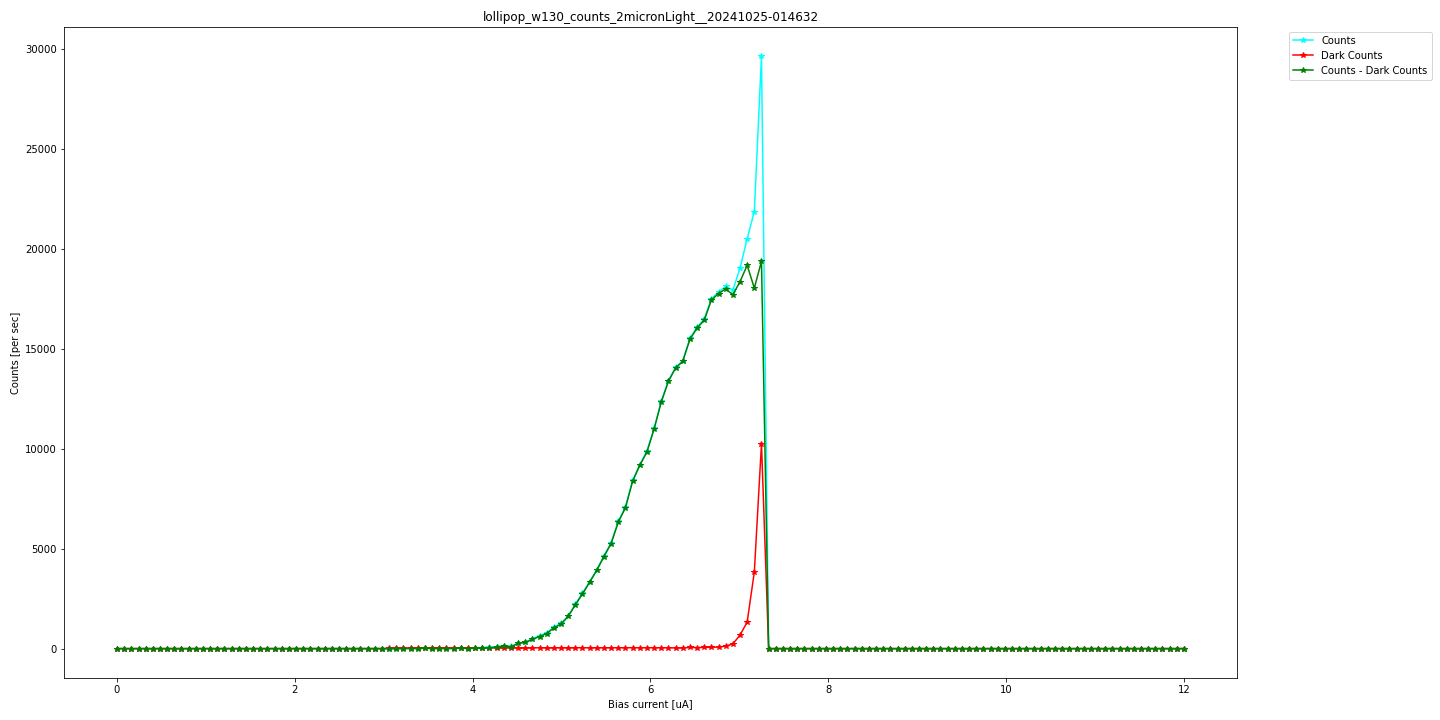 lollipop_w130_counts_2micronLight__20241025-014632
Counts
Dark Counts
Counts - Dark Counts
30000
25000
20000
15000
10000
5000
0
Counts [per sec]
0 2 4 6 8 10 12
Bias current [uA]